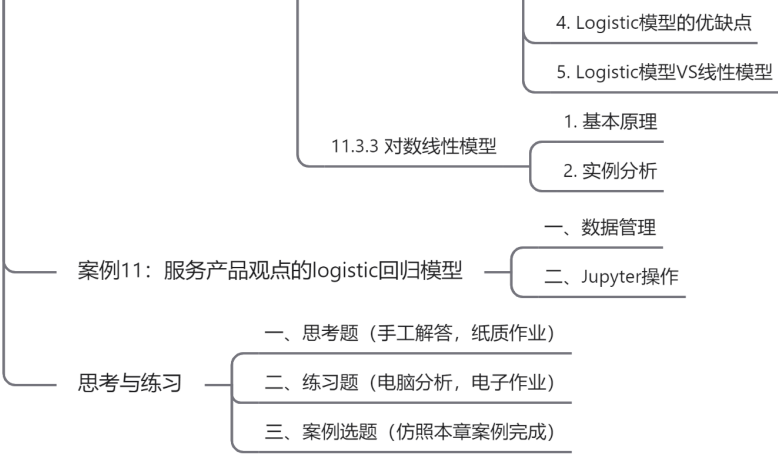 4. Logistic模型的优缺点
5. Logistic模型VS线性模型
11.3.3 对数线性模型
1. 基本原理
2. 实例分析
案例11：服务产品观点的logistic回归模型
一、数据管理
二、Jupyter操作
思考与练习
一、思考题（手工解答，纸质作业）
二、练习题（电脑分析，电子作业）
三、案例选题（仿照本章案例完成）